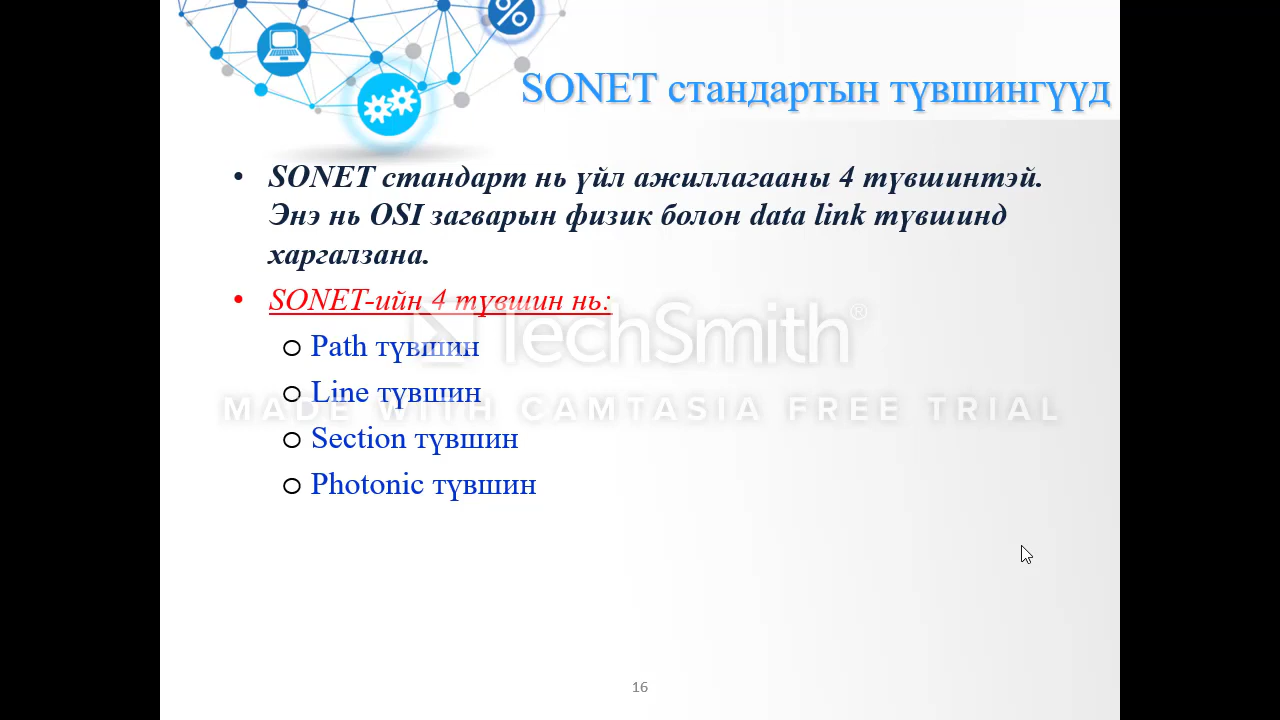 SONET стандартын түвшингүүд
• SONET стандарт нь үйл ажиллагааны 4 түвшинтэй.
Энэ нь OSI загварын физик болон data link түвшинд
харгалзана.
• SONET-ийн 4 түвшин нь:
o Path түвшин
o Line түвшин
o Section түвшин
o Photonic түвшин
TechSmith®
MADE WITH CAMTASIA FREE TRIAL
16